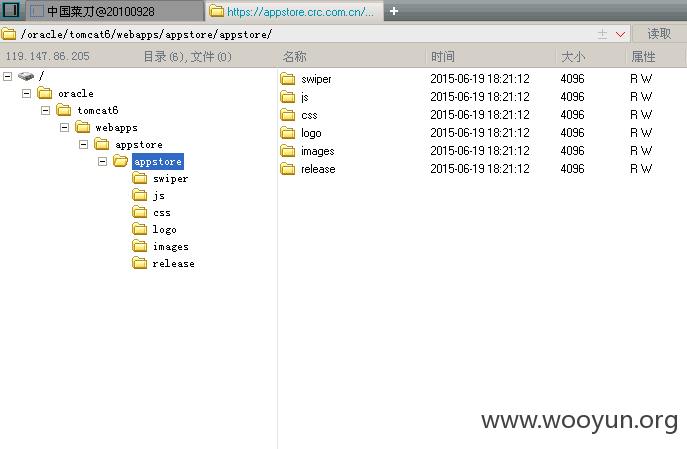 中国菜刀@20100928 https://appstore.crc.com.cn/... +
/oracle/tomcat6/webapps/appstore/appstore/ 读取
119.147.86.205 目录(6),文件(0) 名称 时间 大小 属性
/
oracle
tomcat6
webapps
appstore
appstore
swiper
js
css
logo
images
release
swiper 2015-06-19 18:21:12 4096 R W
js 2015-06-19 18:21:12 4096 R W
css 2015-06-19 18:21:12 4096 R W
logo 2015-06-19 18:21:12 4096 R W
images 2015-06-19 18:21:12 4096 R W
release 2015-06-19 18:21:12 4096 R W
www.wooyun.org